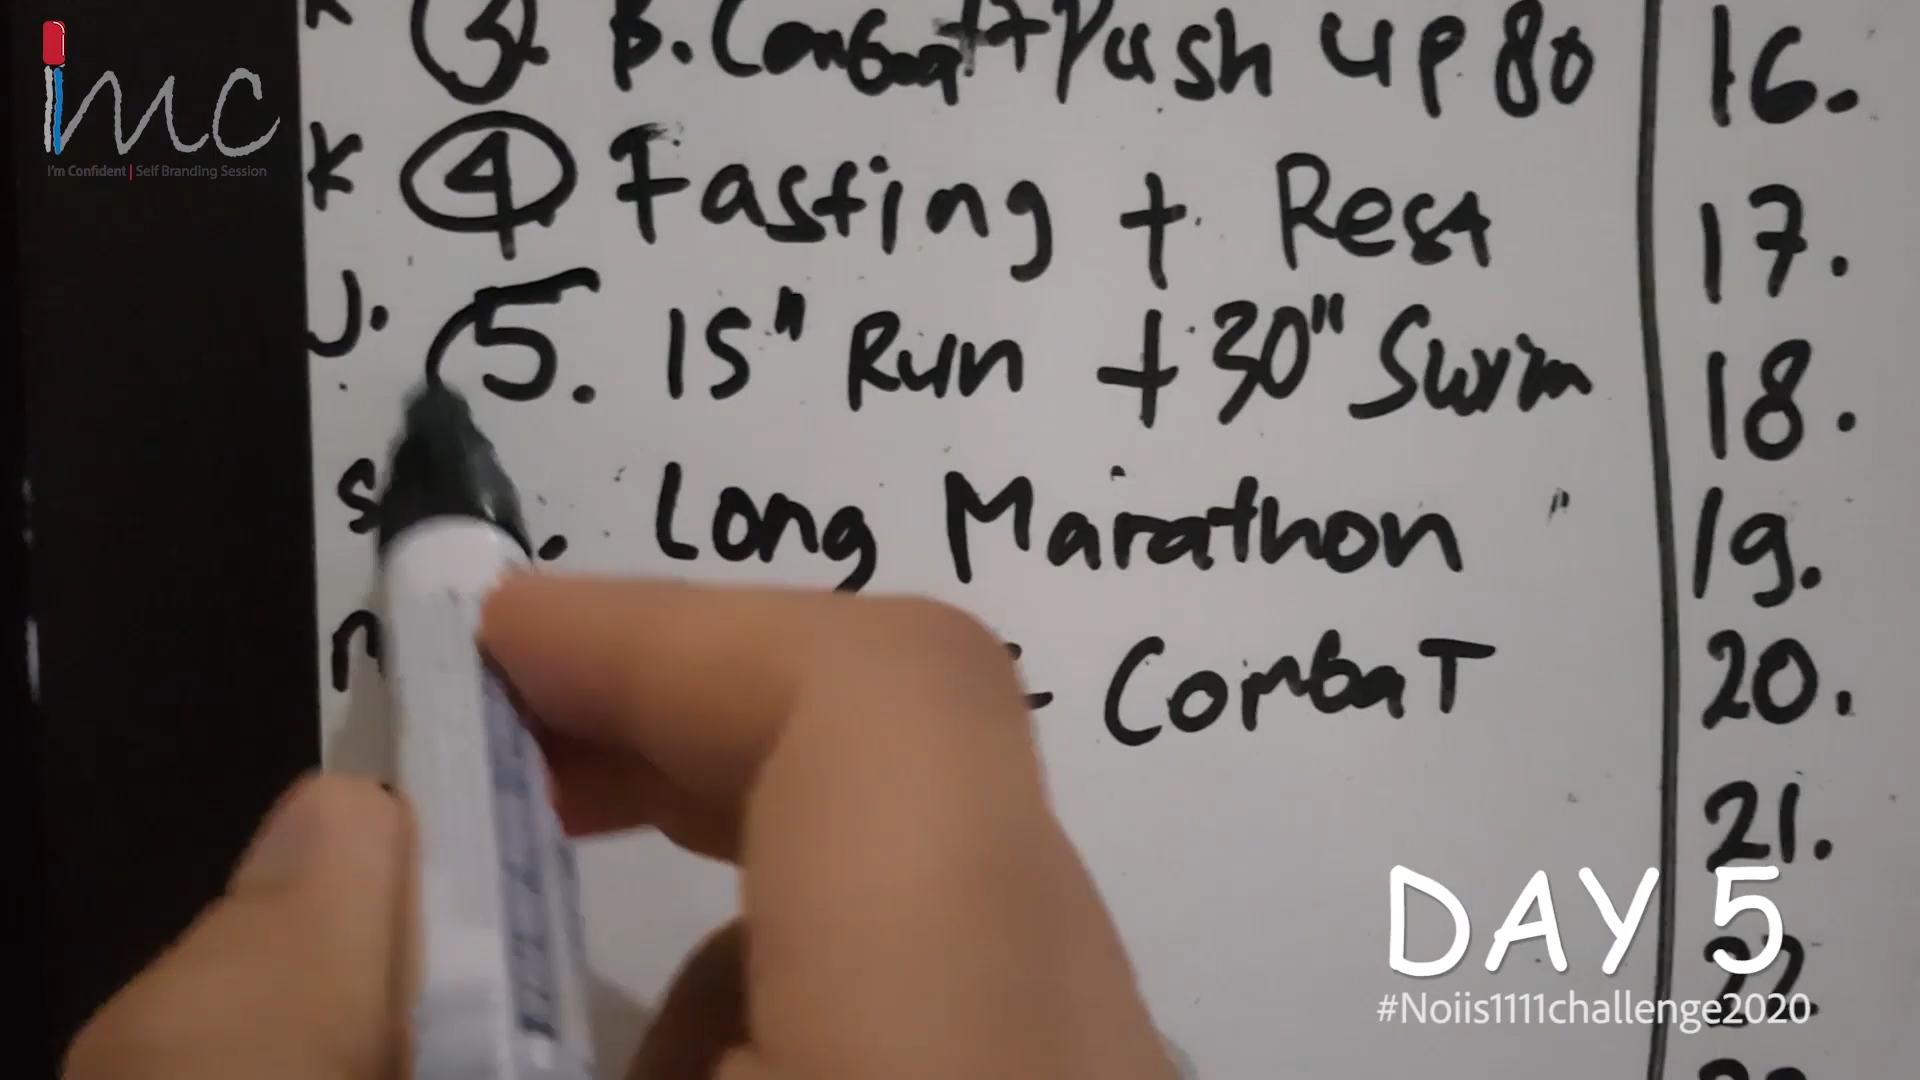 imc
I'm Confident | Self Branding Session
3. B. Combat + Push up 80
K 4 Fasting + Rest
J. 5. 15" Run + 30" Swim
S . Long Marathon "
Combat
16.
17.
18.
19.
20.
21.
22.
DAY 5
#Noiis1111challenge2020